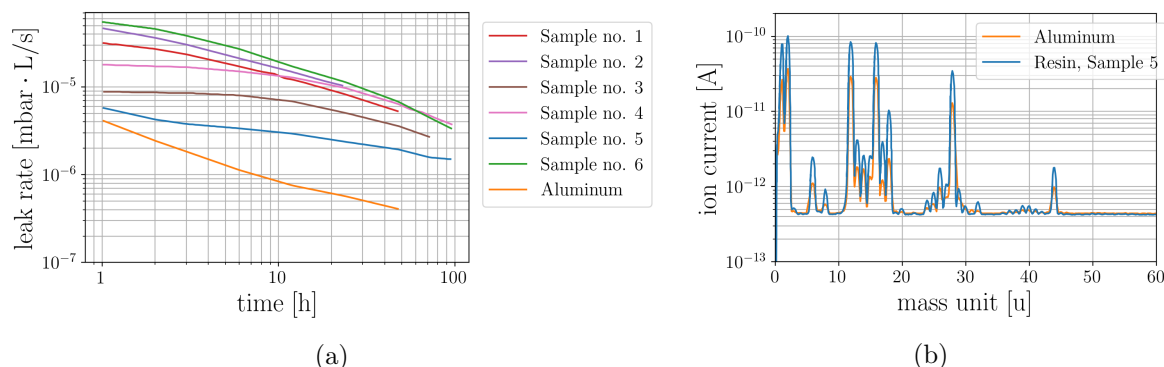 leak rate [mbar · L/s]
10⁻⁵
10⁻⁶
10⁻⁷
1
10
100
time [h]
Sample no. 1
Sample no. 2
Sample no. 3
Sample no. 4
Sample no. 5
Sample no. 6
Aluminum
(a)
ion current [A]
10⁻¹⁰
10⁻¹¹
10⁻¹²
10⁻¹³
0
10
20
30
40
50
60
mass unit [u]
Aluminum
Resin, Sample 5
(b)